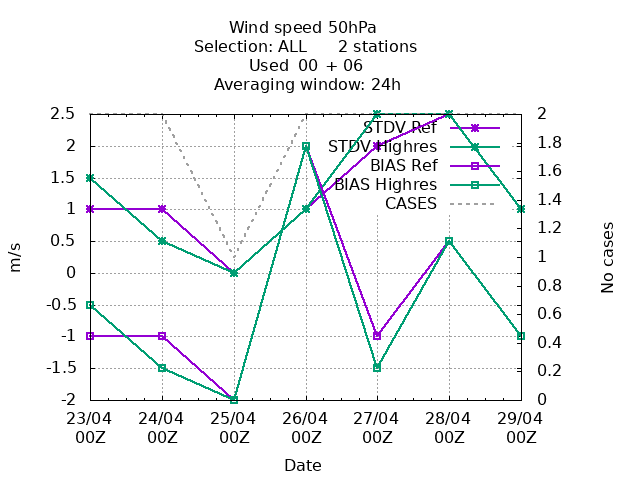 Wind speed 50hPa
Selection: ALL 2 stations
Used 00 + 06
Averaging window: 24h
2.5
2
1.5
1
0.5
0
-0.5
-1
-1.5
-2
m/s
2
1.8
1.6
1.4
1.2
1
0.8
0.6
0.4
0.2
0
No cases
STDV Ref
STDV Highres
BIAS Ref
BIAS Highres
CASES
23/04 24/04 25/04 26/04 27/04 28/04 29/04
00Z 00Z 00Z 00Z 00Z 00Z 00Z
Date